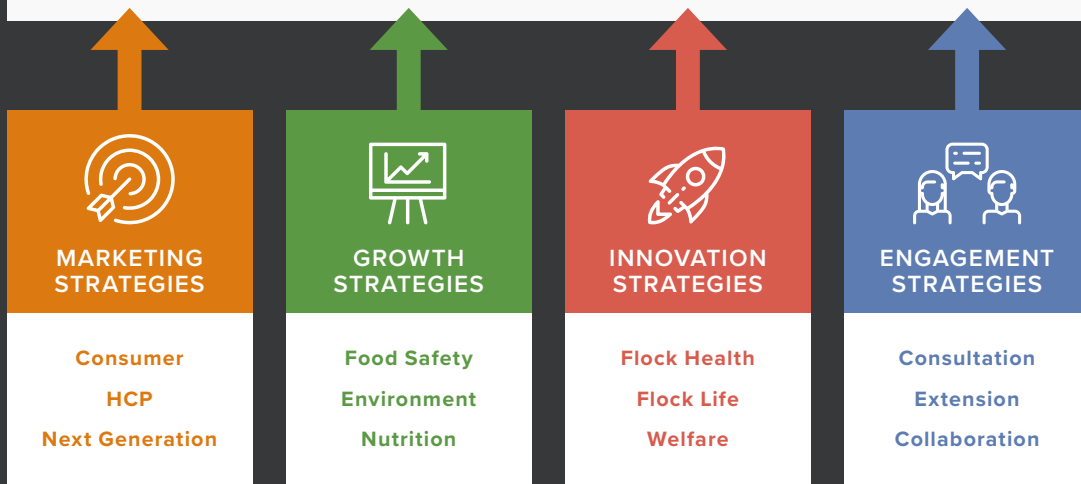 MARKETING
STRATEGIES
Consumer
HCP
Next Generation
GROWTH
STRATEGIES
Food Safety
Environment
Nutrition
INNOVATION
STRATEGIES
Flock Health
Flock Life
Welfare
ENGAGEMENT
STRATEGIES
Consultation
Extension
Collaboration